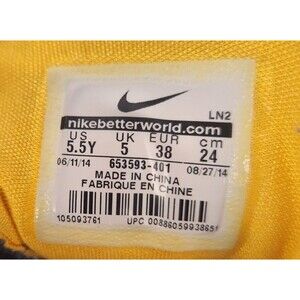 LN2
nikebetterworld.com
US UK EUR cm
5.5Y 5 38 24
06/11/14 653593-401 08/27/14
MADE IN CHINA
FABRIQUE EN CHINE
105093761 UPC 00886059938651